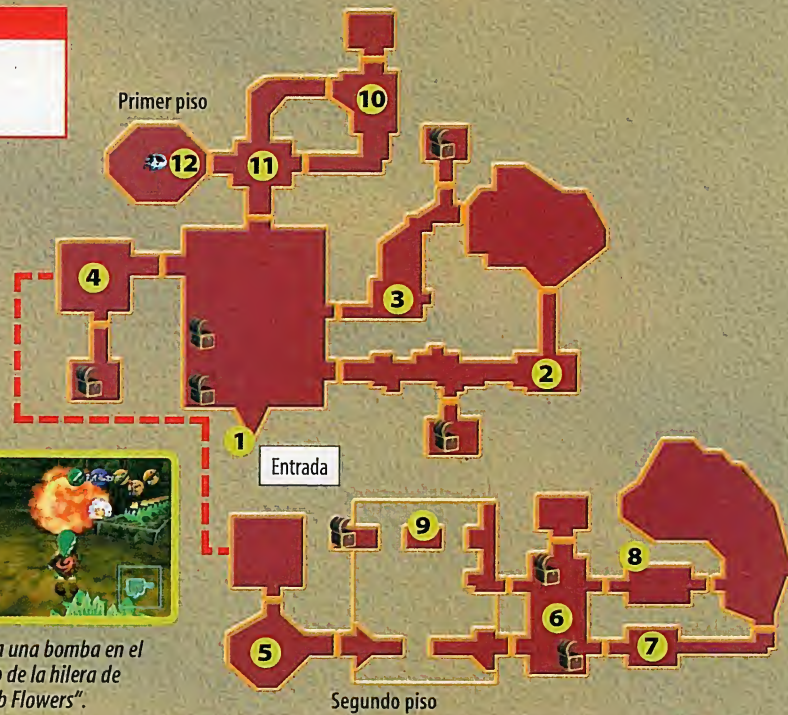 Primer piso
10
12
11
4
3
2
1
Entrada
9
8
6
5
7
a una bomba en el
o de la hilera de
b Flowers".
Segundo piso